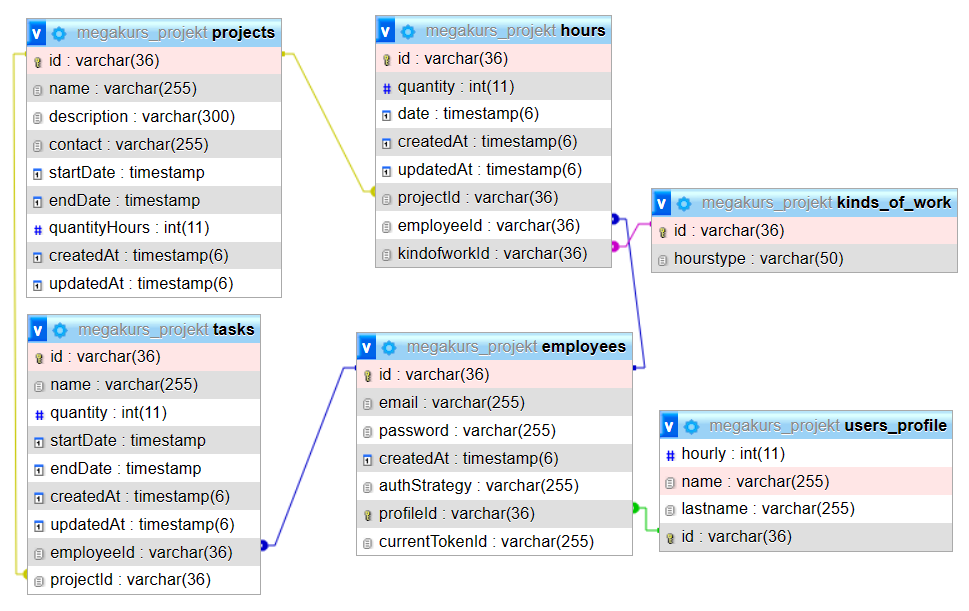 v megakurs_projekt projects
id : varchar(36)
name : varchar(255)
description : varchar(300)
contact : varchar(255)
startDate : timestamp
endDate : timestamp
# quantityHours : int(11)
createdAt : timestamp(6)
updatedAt : timestamp(6)
v megakurs_projekt hours
id : varchar(36)
# quantity : int(11)
date : timestamp(6)
createdAt : timestamp(6)
updatedAt : timestamp(6)
projectId : varchar(36)
employeeId : varchar(36)
kindofworkId : varchar(36)
v megakurs_projekt kinds_of_work
id : varchar(36)
hourstype : varchar(50)
v megakurs_projekt tasks
id : varchar(36)
name : varchar(255)
# quantity : int(11)
startDate : timestamp
endDate : timestamp
createdAt : timestamp(6)
updatedAt : timestamp(6)
employeeId : varchar(36)
projectId : varchar(36)
v megakurs_projekt employees
id : varchar(36)
email : varchar(255)
password : varchar(255)
createdAt : timestamp(6)
authStrategy : varchar(255)
profileId : varchar(36)
currentTokenId : varchar(255)
v megakurs_projekt users_profile
# hourly : int(11)
name : varchar(255)
lastname : varchar(255)
id : varchar(36)